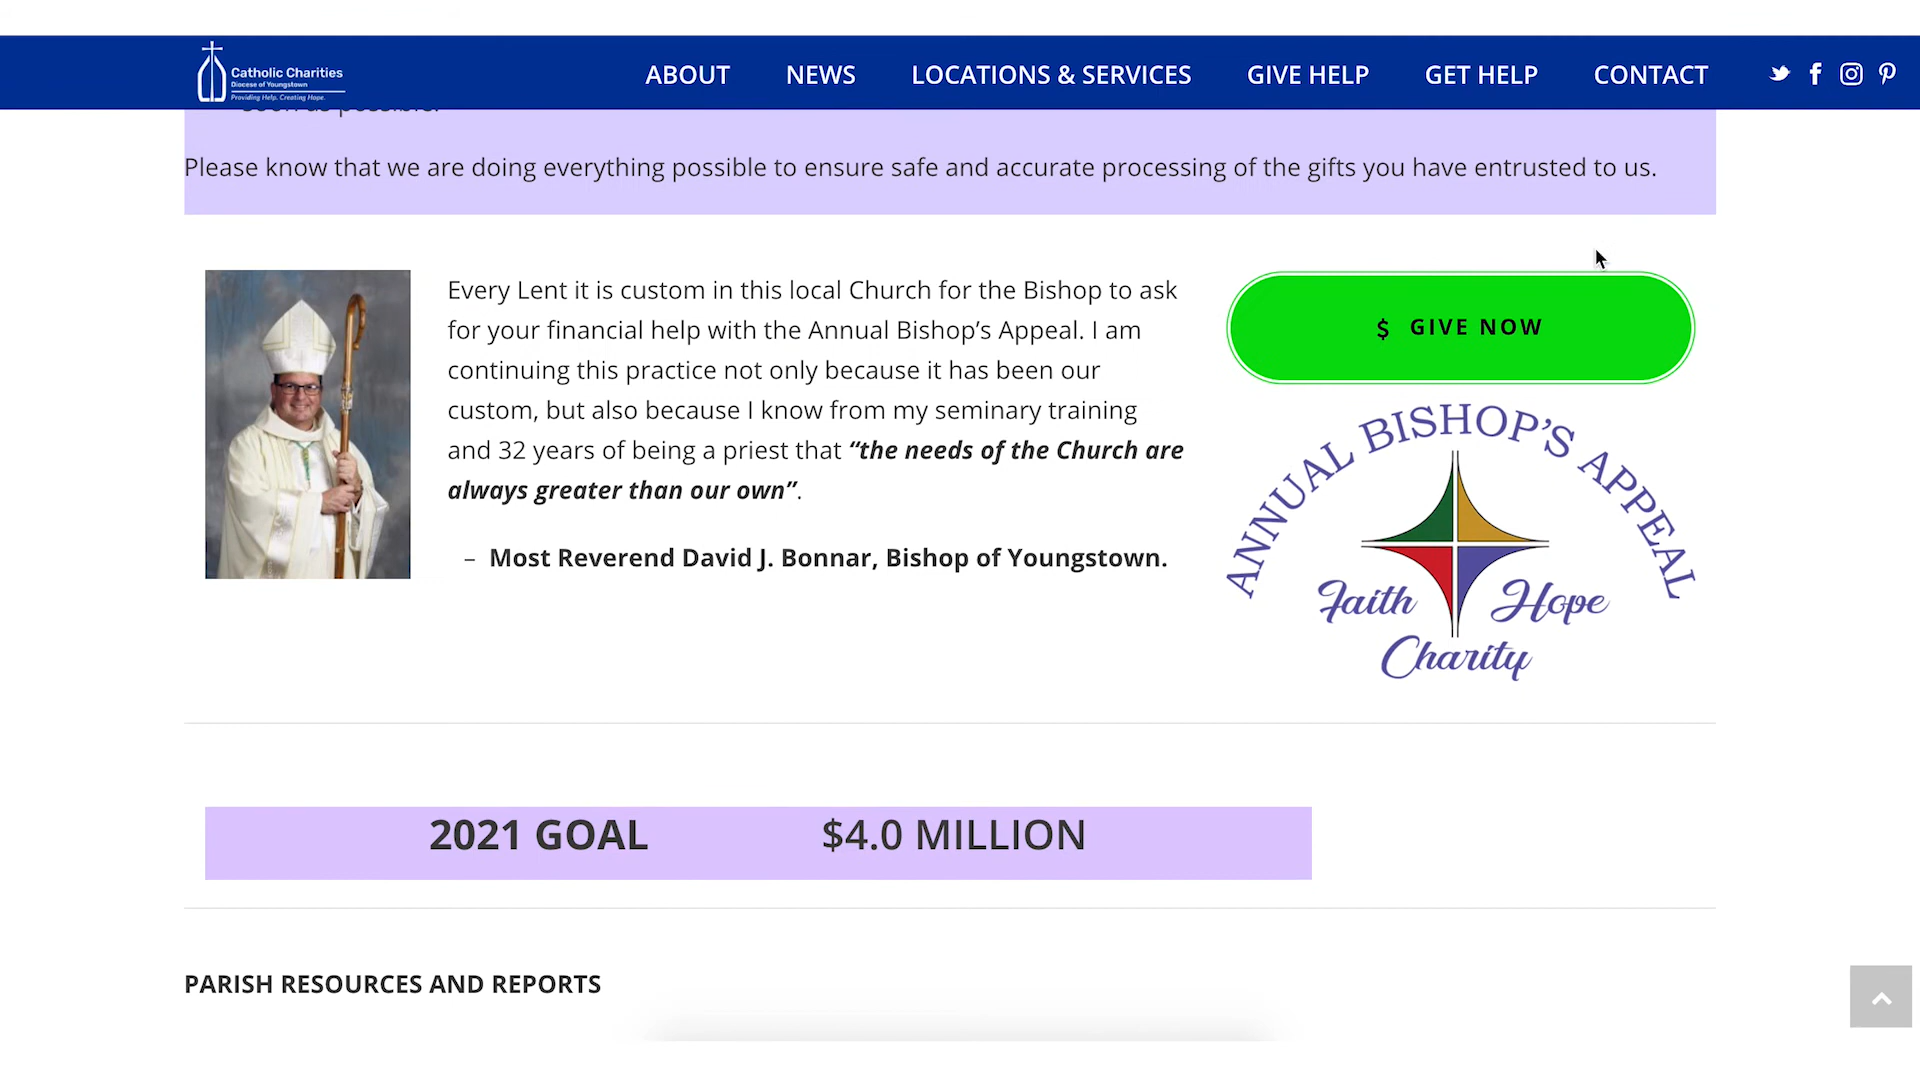 Catholic Charities
Diocese of Youngstown
Providing Help. Creating Hope.
ABOUT NEWS LOCATIONS & SERVICES GIVE HELP GET HELP CONTACT
soon as possible.
Please know that we are doing everything possible to ensure safe and accurate processing of the gifts you have entrusted to us.
Every Lent it is custom in this local Church for the Bishop to ask
for your financial help with the Annual Bishop’s Appeal. I am
continuing this practice not only because it has been our
custom, but also because I know from my seminary training
and 32 years of being a priest that “the needs of the Church are
always greater than our own”.
– Most Reverend David J. Bonnar, Bishop of Youngstown.
$ GIVE NOW
ANNUAL BISHOP’S APPEAL
Faith Hope
Charity
2021 GOAL $4.0 MILLION
PARISH RESOURCES AND REPORTS